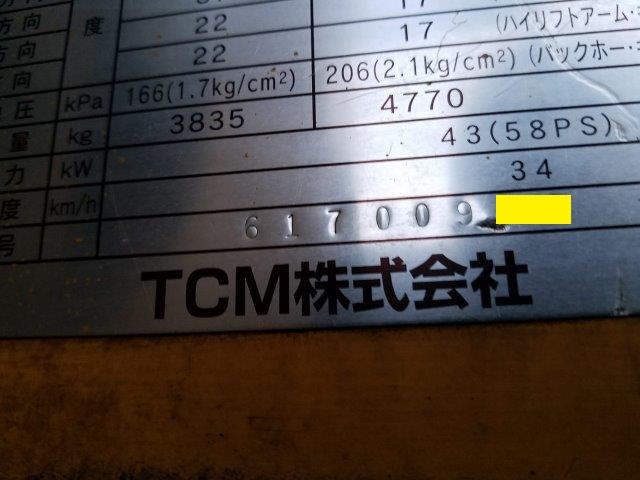 方向 度 22 17 (ハイリフトアーム・
方向 22 (バックホー・
向 kPa 166(1.7kg/cm²) 206(2.1kg/cm²)
圧 kg 3835 4770
量 kW 43(58PS)
力 km/h 34
度
号 617009
TCM株式会社